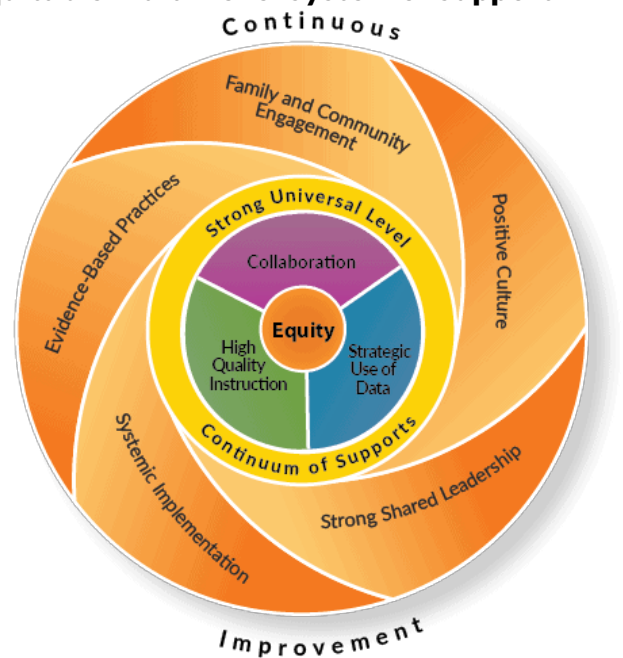 Continuous
Family and Community
Engagement
Positive Culture
Evidence-Based Practices
Strong Universal Level
Collaboration
Equity
High
Quality
Instruction
Strategic
Use of
Data
Continuum of Supports
Systemic Implementation
Strong Shared Leadership
Improvement